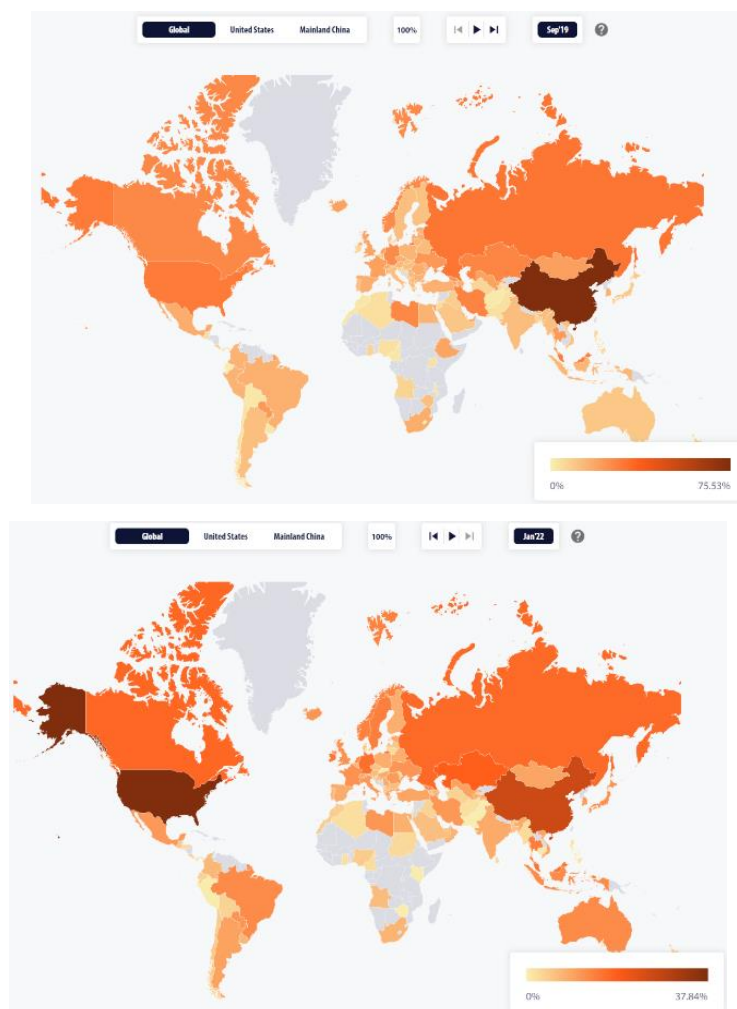 Global United States Mainland China 100% Sep'19 ?
0% 75.53%
Global United States Mainland China 100% Jan'22 ?
0% 37.84%